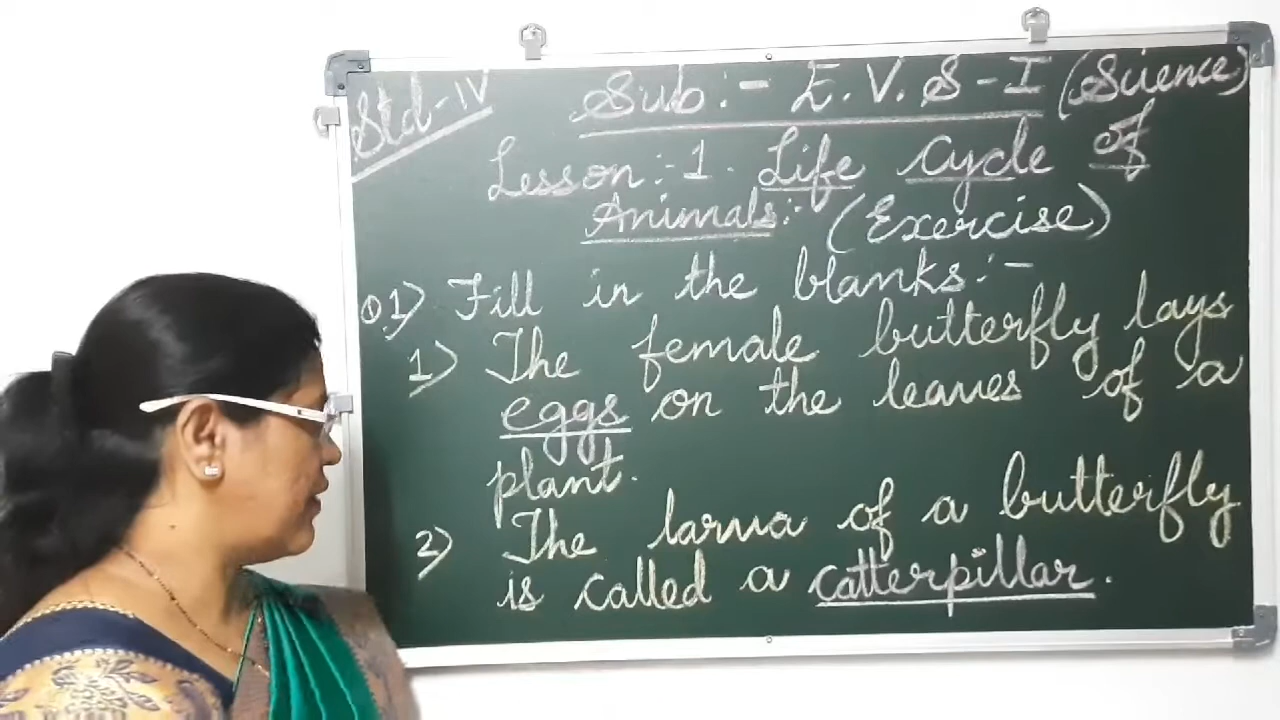 Std-IV
Sub:- E.V.S-I (Science)
Lesson:-1. Life Cycle of
Animals:- (Exercise)
Q1) Fill in the blanks:-
1) The female butterfly lays
eggs on the leaves of a
plant.
2) The larva of a butterfly
is called a catterpillar.